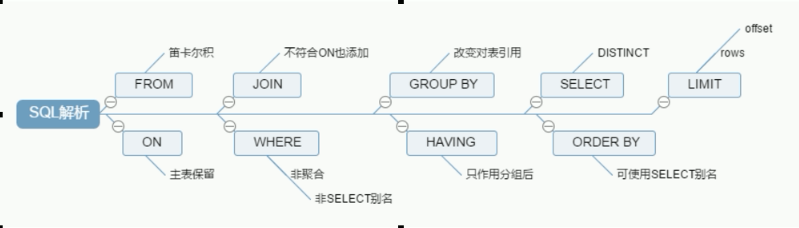 offset
笛卡尔积
不符合ON也添加
改变对表引用
DISTINCT
rows
FROM
JOIN
GROUP BY
SELECT
LIMIT
SQL解析
ON
WHERE
HAVING
ORDER BY
主表保留
非聚合
只作用分组后
可使用SELECT别名
非SELECT别名